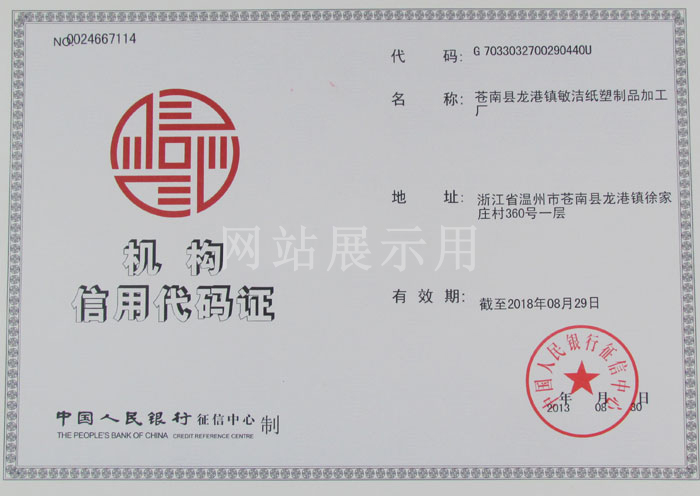 NO.0024667114
机构
信用代码证
中国人民银行征信中心 制
THE PEOPLE'S BANK OF CHINA CREDIT REFERENCE CENTRE
代 码: G7033032700290440U
名 称: 苍南县龙港镇敏洁纸塑制品加工
厂
地 址: 浙江省温州市苍南县龙港镇徐家
庄村360号一层
有效期: 截至2018年08月29日
中国人民银行征信中心
年 月 日
2013 08 30
网站展示用